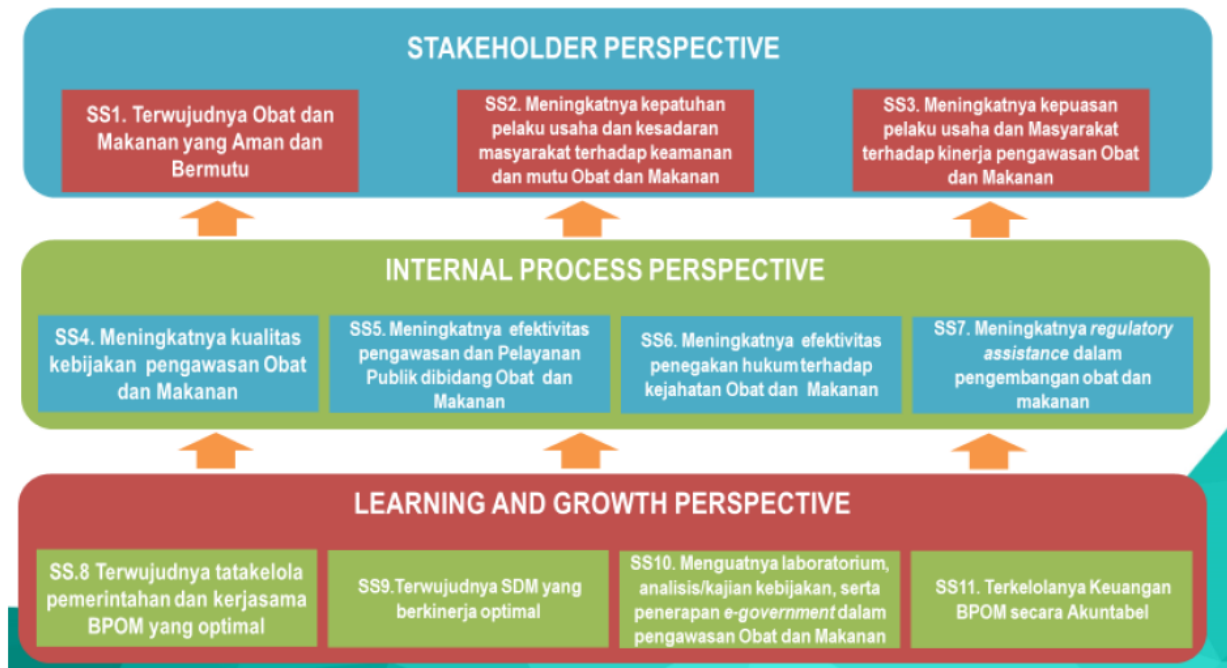 STAKEHOLDER PERSPECTIVE
SS1. Terwujudnya Obat dan
Makanan yang Aman dan
Bermutu
SS2. Meningkatnya kepatuhan
pelaku usaha dan kesadaran
masyarakat terhadap keamanan
dan mutu Obat dan Makanan
SS3. Meningkatnya kepuasan
pelaku usaha dan Masyarakat
terhadap kinerja pengawasan Obat
dan Makanan
INTERNAL PROCESS PERSPECTIVE
SS4. Meningkatnya kualitas
kebijakan pengawasan Obat
dan Makanan
SS5. Meningkatnya efektivitas
pengawasan dan Pelayanan
Publik dibidang Obat dan
Makanan
SS6. Meningkatnya efektivitas
penegakan hukum terhadap
kejahatan Obat dan Makanan
SS7. Meningkatnya regulatory
assistance dalam
pengembangan obat dan
makanan
LEARNING AND GROWTH PERSPECTIVE
SS.8 Terwujudnya tatakelola
pemerintahan dan kerjasama
BPOM yang optimal
SS9.Terwujudnya SDM yang
berkinerja optimal
SS10. Menguatnya laboratorium,
analisis/kajian kebijakan, serta
penerapan e-government dalam
pengawasan Obat dan Makanan
SS11. Terkelolanya Keuangan
BPOM secara Akuntabel